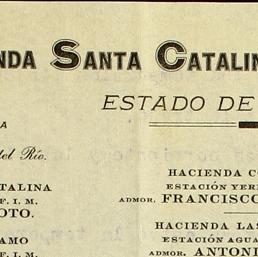 NDA SANTA CATALIN
ESTADO DE
A
del Río.
ATALINA
F. I. M.
OTO.
AMO
F. I. M.
HACIENDA C
ESTACIÓN YER
ADMOR. FRANCISCO
HACIENDA LAS
ESTACIÓN AGUA
ADMOR. ANTONI